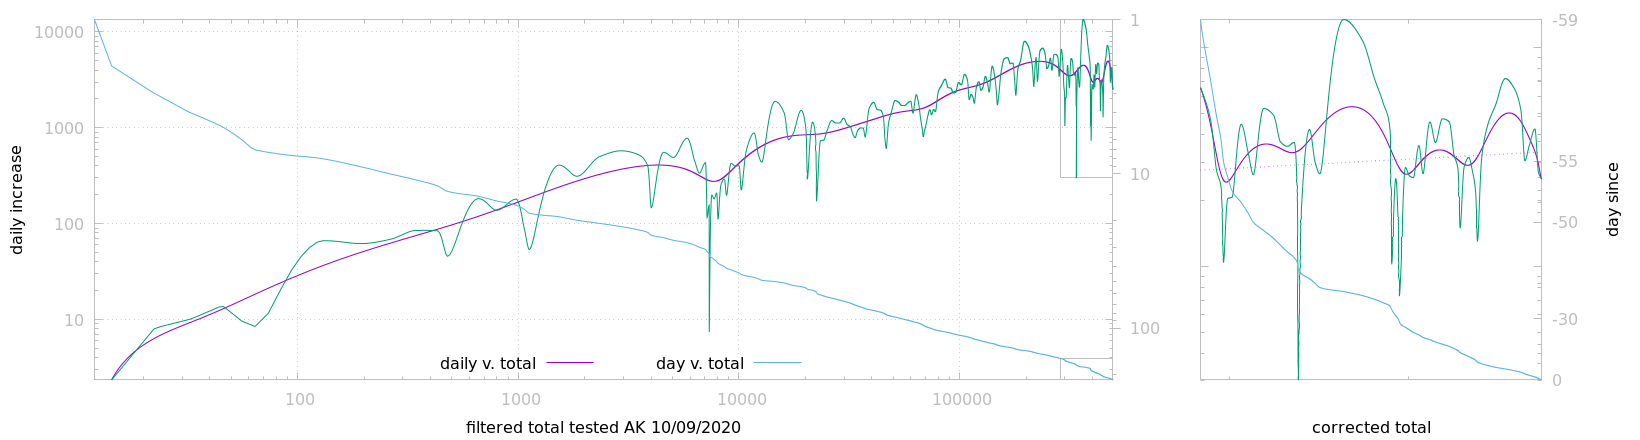 10000
1000
100
10
daily increase
1
10
100
daily v. total
day v. total
100
1000
10000
100000
filtered total tested AK 10/09/2020
-59
-55
-50
-30
0
day since
corrected total